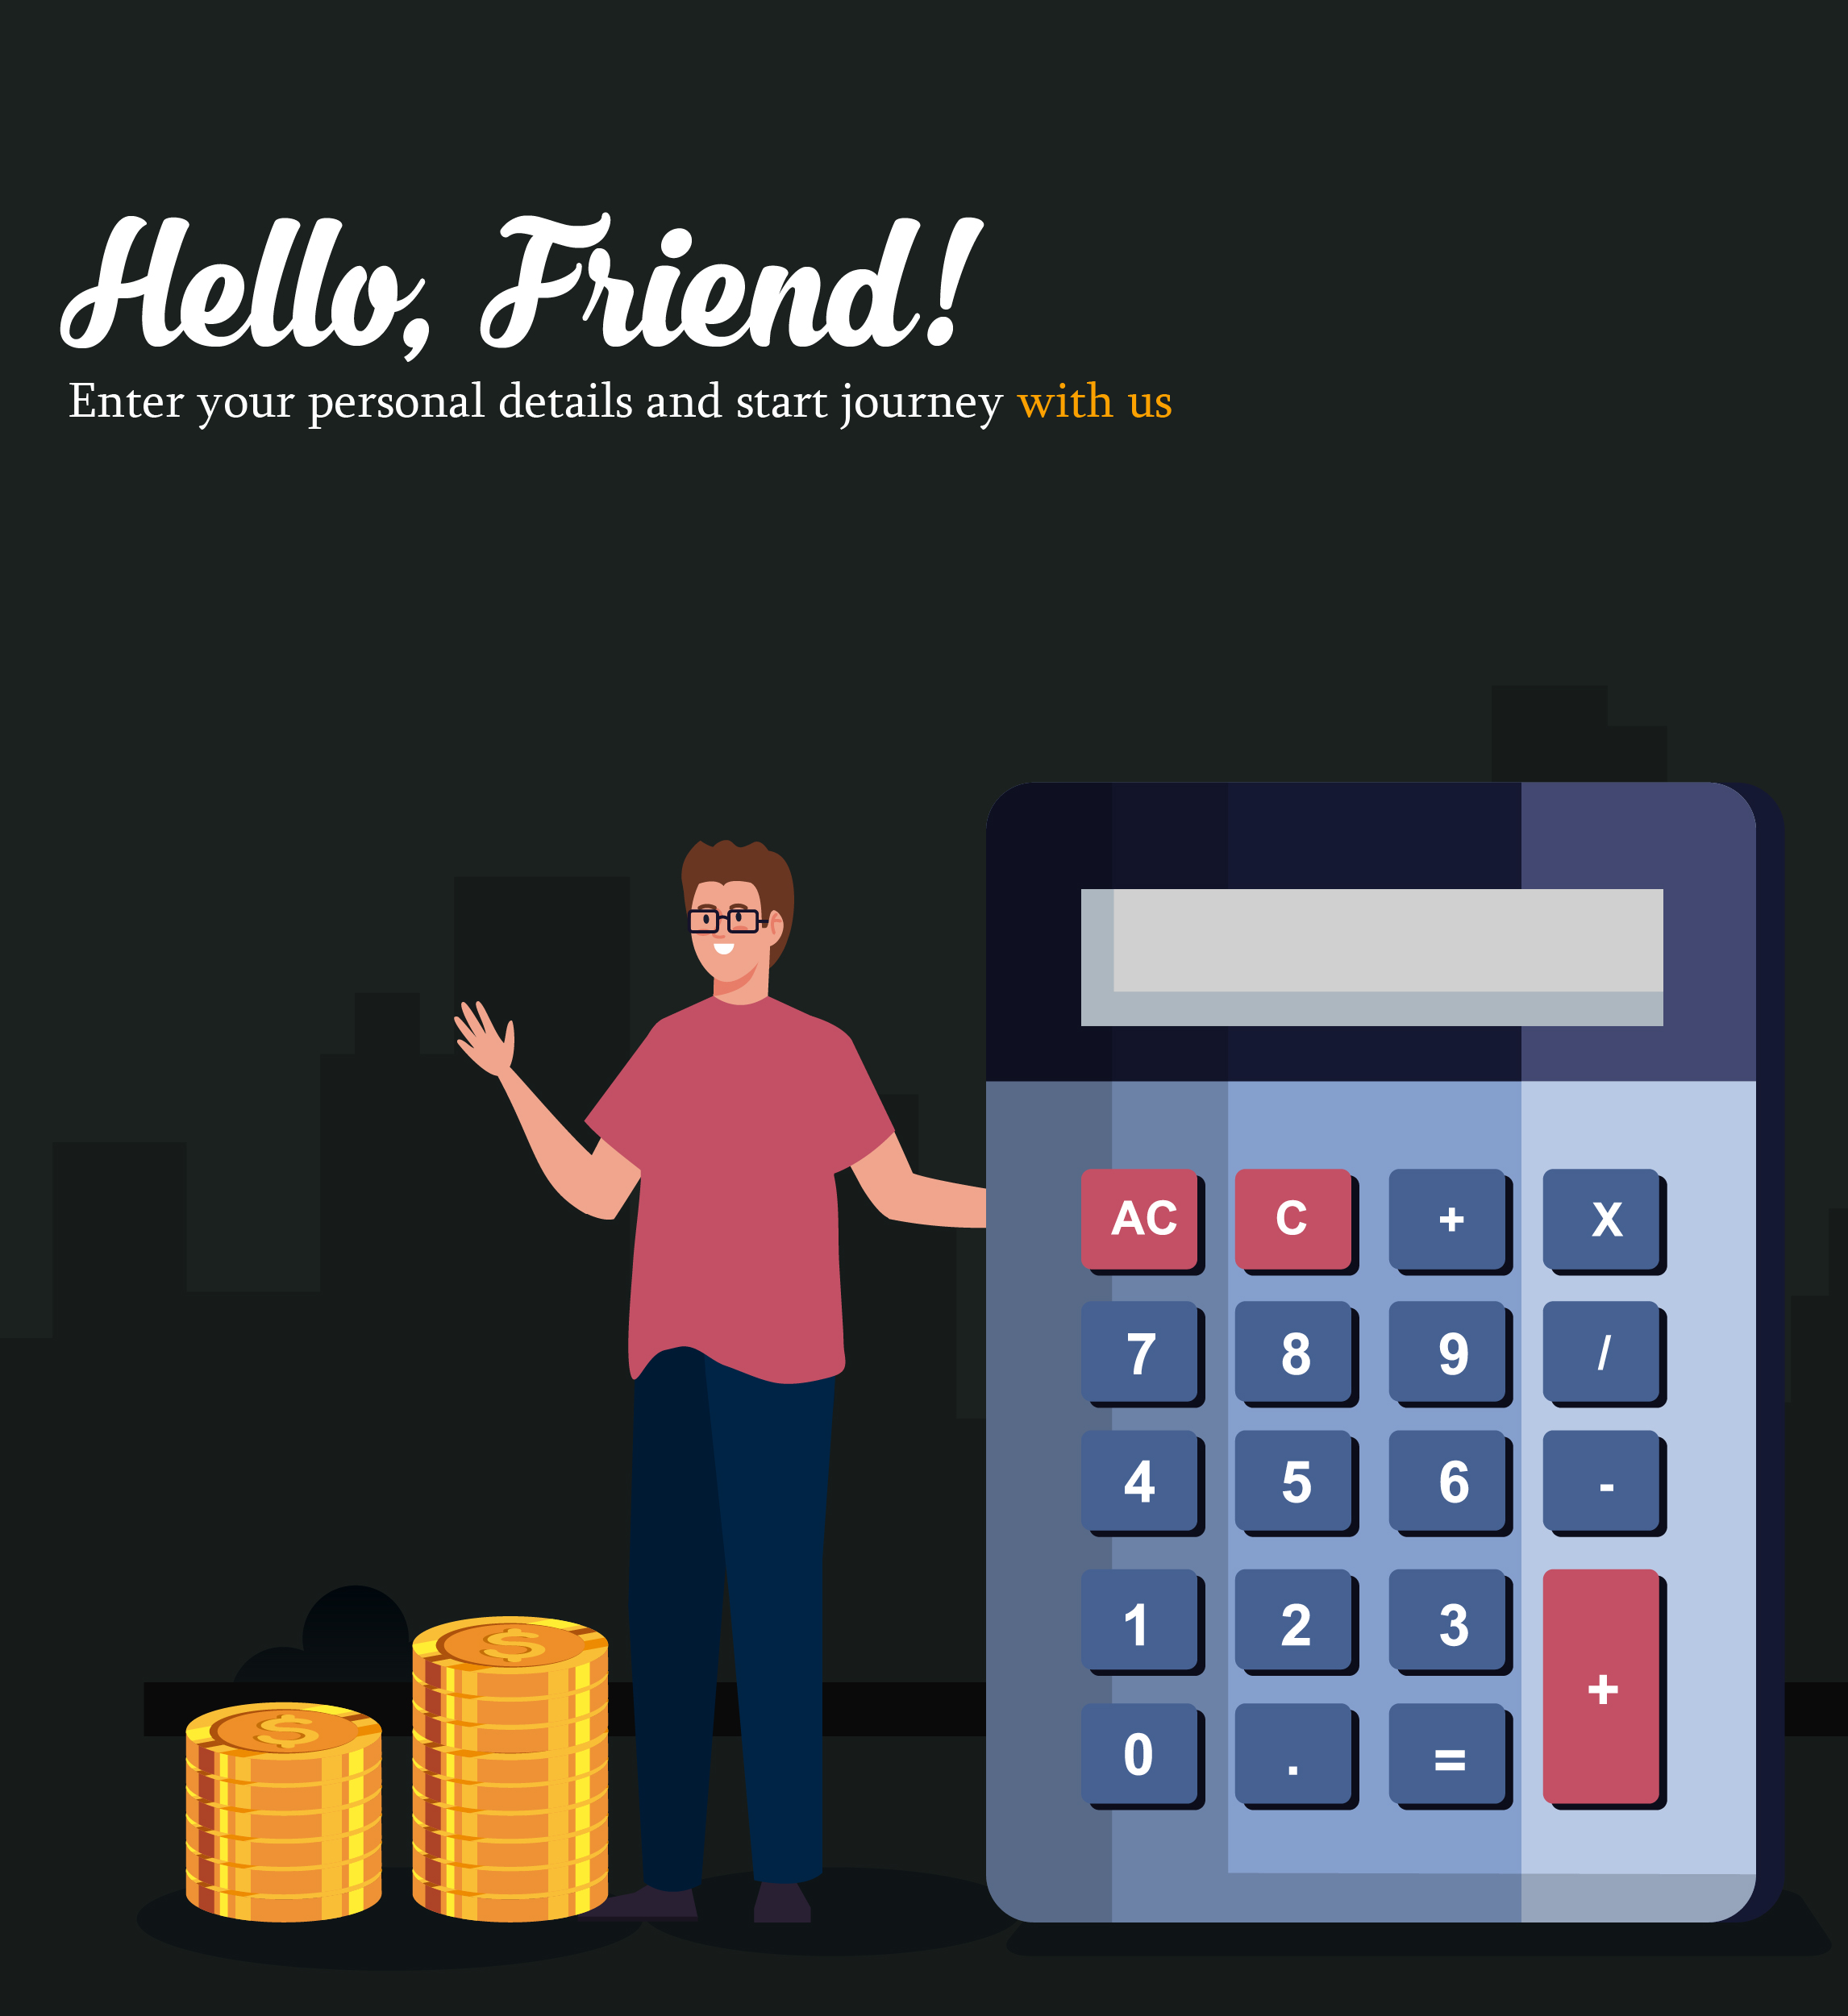 Hello, Friend!
Enter your personal details and start journey with us
AC C + X
7 8 9 /
4 5 6 -
1 2 3
+
0 . =
$
$